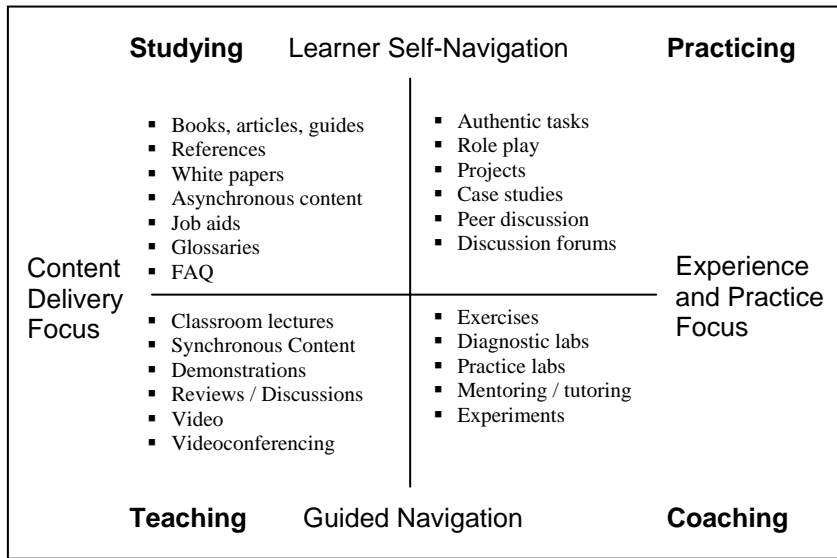 Studying Learner Self-Navigation Practicing
▪ Books, articles, guides
▪ References
▪ White papers
▪ Asynchronous content
▪ Job aids
▪ Glossaries
▪ FAQ
▪ Authentic tasks
▪ Role play
▪ Projects
▪ Case studies
▪ Peer discussion
▪ Discussion forums
Content
Delivery
Focus
Experience
and Practice
Focus
▪ Classroom lectures
▪ Synchronous Content
▪ Demonstrations
▪ Reviews / Discussions
▪ Video
▪ Videoconferencing
▪ Exercises
▪ Diagnostic labs
▪ Practice labs
▪ Mentoring / tutoring
▪ Experiments
Teaching Guided Navigation Coaching